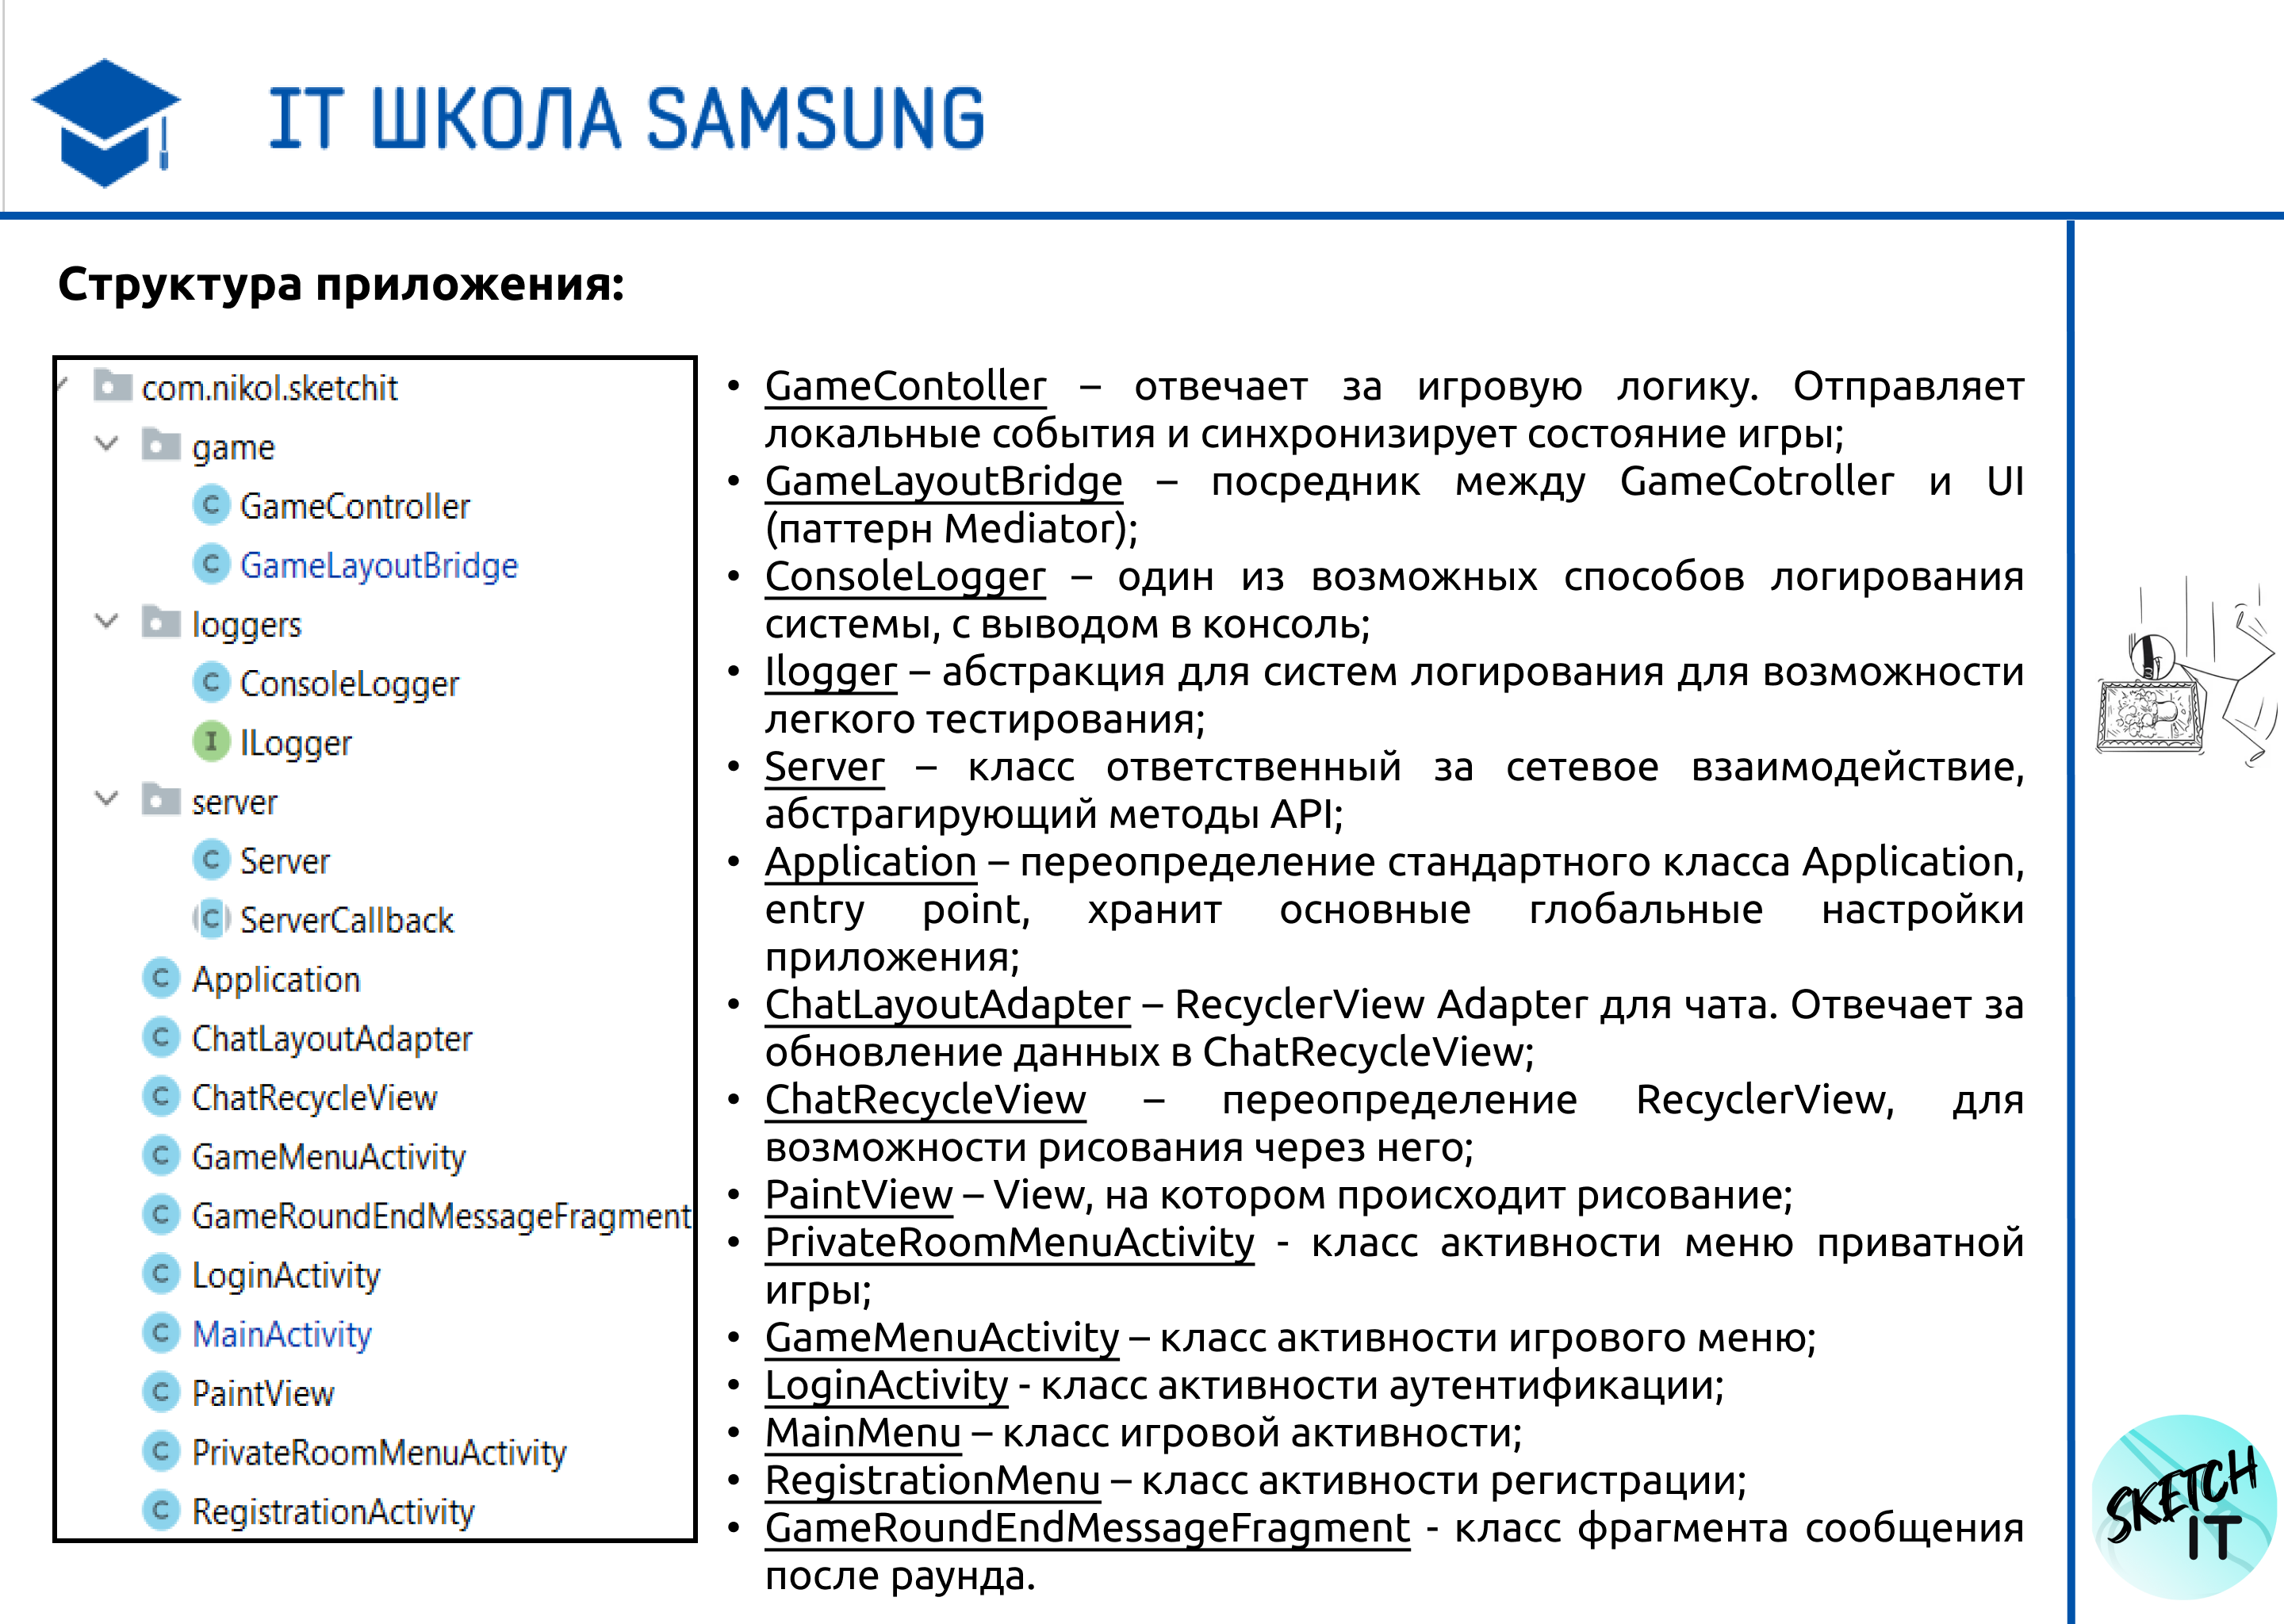 IT ШКОЛА SAMSUNG
Структура приложения:
com.nikol.sketchit
game
GameController
GameLayoutBridge
loggers
ConsoleLogger
ILogger
server
Server
ServerCallback
Application
ChatLayoutAdapter
ChatRecycleView
GameMenuActivity
GameRoundEndMessageFragment
LoginActivity
MainActivity
PaintView
PrivateRoomMenuActivity
RegistrationActivity
• GameContoller – отвечает за игровую логику. Отправляет
локальные события и синхронизирует состояние игры;
• GameLayoutBridge – посредник между GameCotroller и UI
(паттерн Mediator);
• ConsoleLogger – один из возможных способов логирования
системы, с выводом в консоль;
• Ilogger – абстракция для систем логирования для возможности
легкого тестирования;
• Server – класс ответственный за сетевое взаимодействие,
абстрагирующий методы API;
• Application – переопределение стандартного класса Application,
entry point, хранит основные глобальные настройки
приложения;
• ChatLayoutAdapter – RecyclerView Adapter для чата. Отвечает за
обновление данных в ChatRecycleView;
• ChatRecycleView – переопределение RecyclerView, для
возможности рисования через него;
• PaintView – View, на котором происходит рисование;
• PrivateRoomMenuActivity - класс активности меню приватной
игры;
• GameMenuActivity – класс активности игрового меню;
• LoginActivity - класс активности аутентификации;
• MainMenu – класс игровой активности;
• RegistrationMenu – класс активности регистрации;
• GameRoundEndMessageFragment - класс фрагмента сообщения
после раунда.
SKETCH
IT